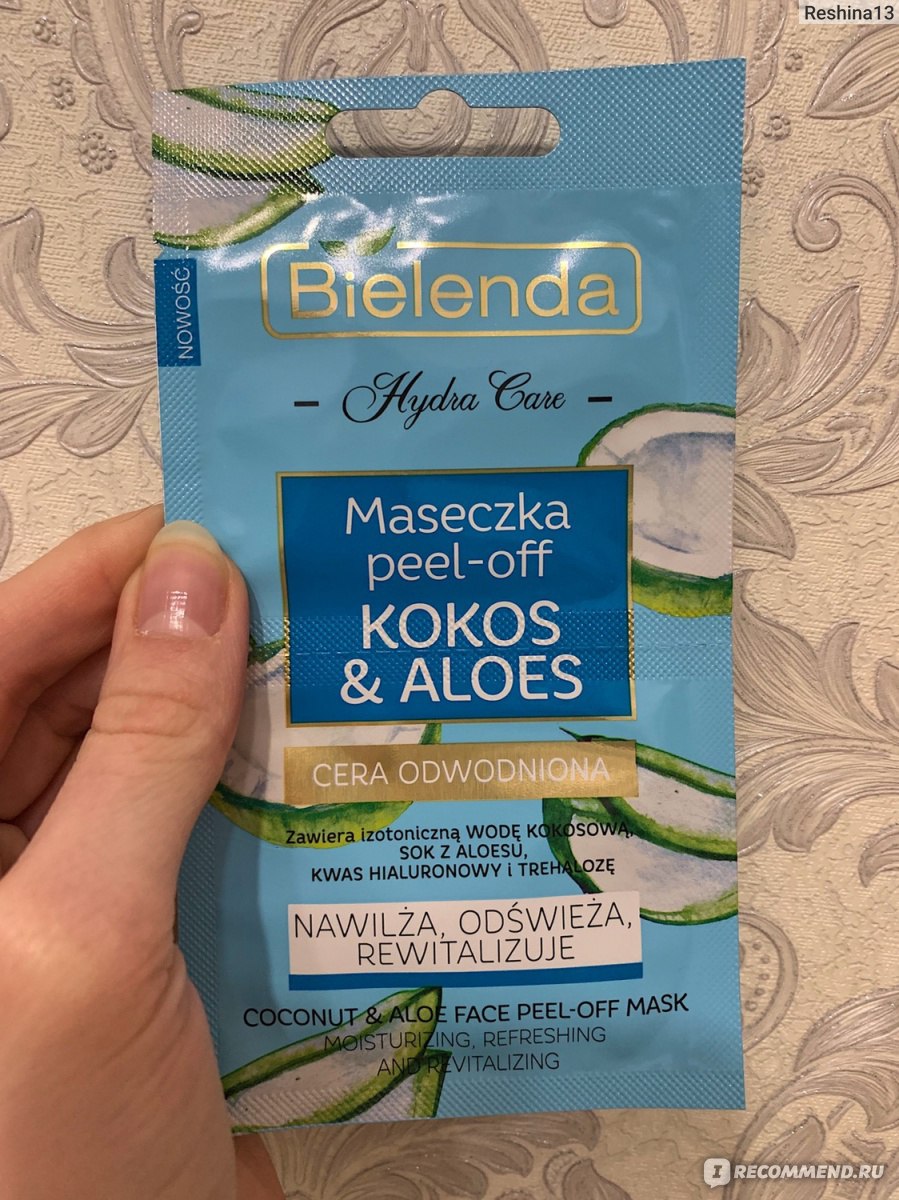 Reshina13
Bielenda
NOWOŚĆ
Hydra Care
Maseczka
peel-off
KOKOS
& ALOES
CERA ODWODNIONA
Zawiera izotoniczną WODĘ KOKOSOWĄ,
SOK Z ALOESU,
KWAS HIALURONOWY i TREHALOZĘ
NAWILŻA, ODŚWIEŻA,
REWITALIZUJE
COCONUT & ALOE FACE PEEL-OFF MASK
MOISTURIZING, REFRESHING
AND REVITALIZING
IRECOMMEND.RU